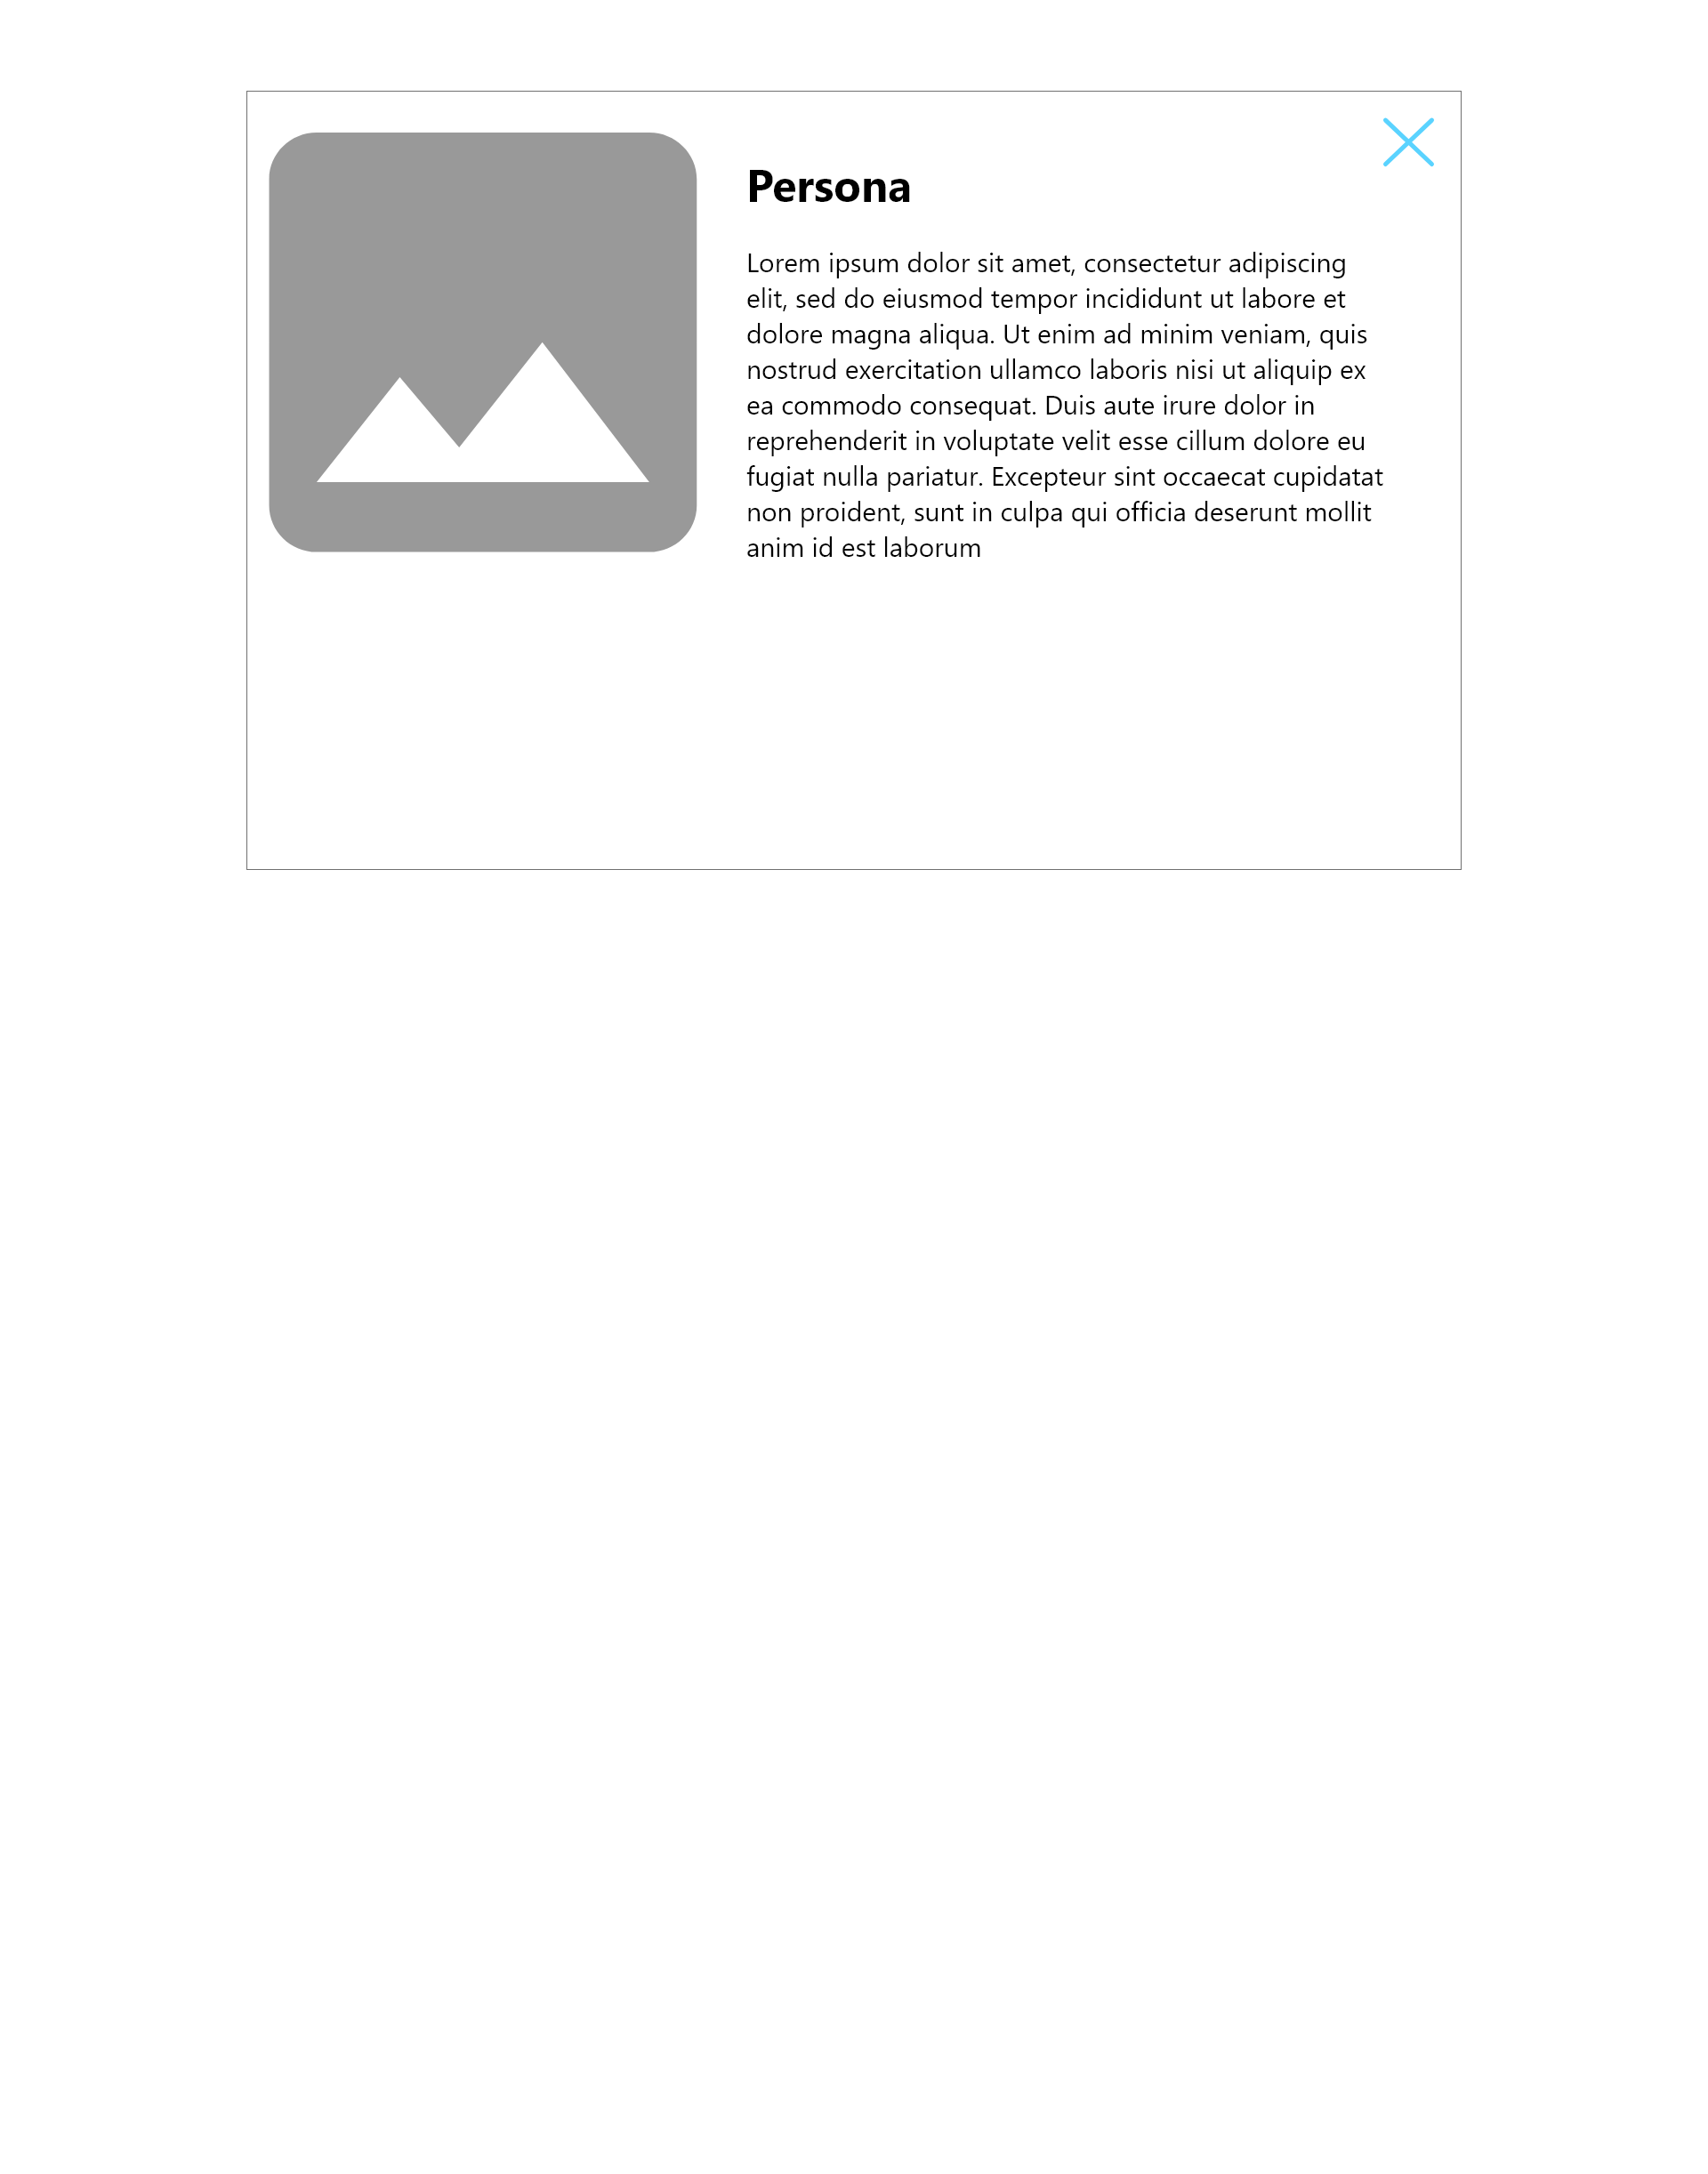 Persona
Lorem ipsum dolor sit amet, consectetur adipiscing
elit, sed do eiusmod tempor incididunt ut labore et
dolore magna aliqua. Ut enim ad minim veniam, quis
nostrud exercitation ullamco laboris nisi ut aliquip ex
ea commodo consequat. Duis aute irure dolor in
reprehenderit in voluptate velit esse cillum dolore eu
fugiat nulla pariatur. Excepteur sint occaecat cupidatat
non proident, sunt in culpa qui officia deserunt mollit
anim id est laborum